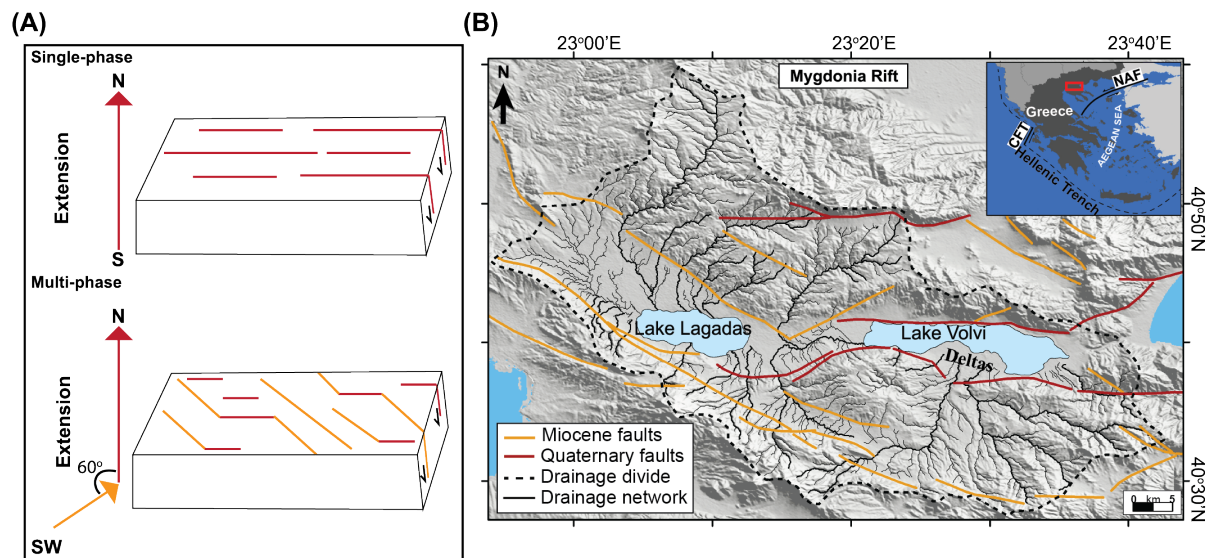 (A)
Single-phase
N
Extension
S
Multi-phase
N
Extension
60º
SW
(B)
23°00'E
23°20'E
23°40'E
N
Mygdonia Rift
NAF
Greece
AEGEAN SEA
CFT
Hellenic Trench
40°50'N
Lake Lagadas
Lake Volvi
Deltas
Miocene faults
Quaternary faults
Drainage divide
Drainage network
40°30'N
0 km 5